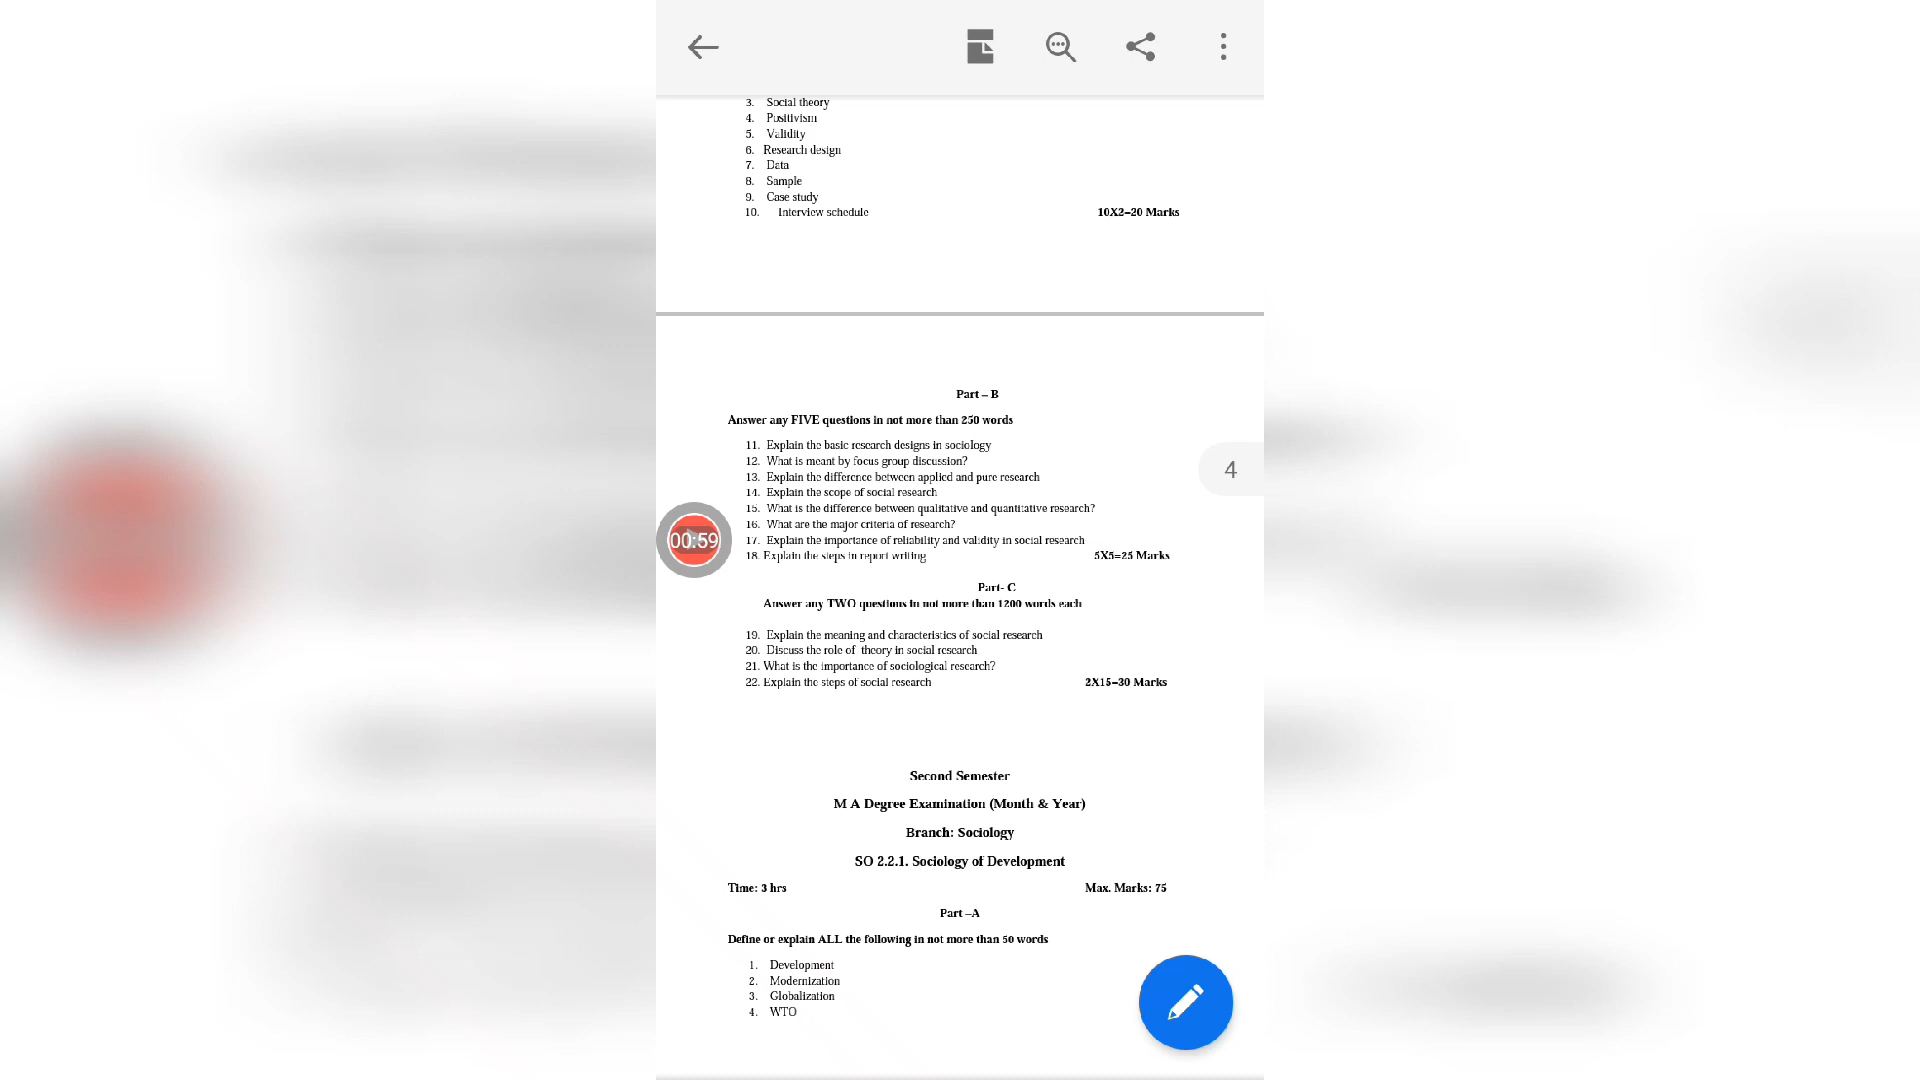 3. Social theory
4. Positivism
5. Validity
6. Research design
7. Data
8. Sample
9. Case study
10. Interview schedule 10X2=20 Marks
Part – B
Answer any FIVE questions in not more than 250 words
11. Explain the basic research designs in sociology
12. What is meant by focus group discussion?
13. Explain the difference between applied and pure research
14. Explain the scope of social research
15. What is the difference between qualitative and quantitative research?
16. What are the major criteria of research?
17. Explain the importance of reliability and validity in social research
18. Explain the steps in report writing 5X5=25 Marks
Part- C
Answer any TWO questions in not more than 1200 words each
19. Explain the meaning and characteristics of social research
20. Discuss the role of theory in social research
21. What is the importance of sociological research?
22. Explain the steps of social research 2X15=30 Marks
Second Semester
M A Degree Examination (Month & Year)
Branch: Sociology
SO 2.2.1. Sociology of Development
Time: 3 hrs Max. Marks: 75
Part –A
Define or explain ALL the following in not more than 50 words
1. Development
2. Modernization
3. Globalization
4. WTO
4
00:59